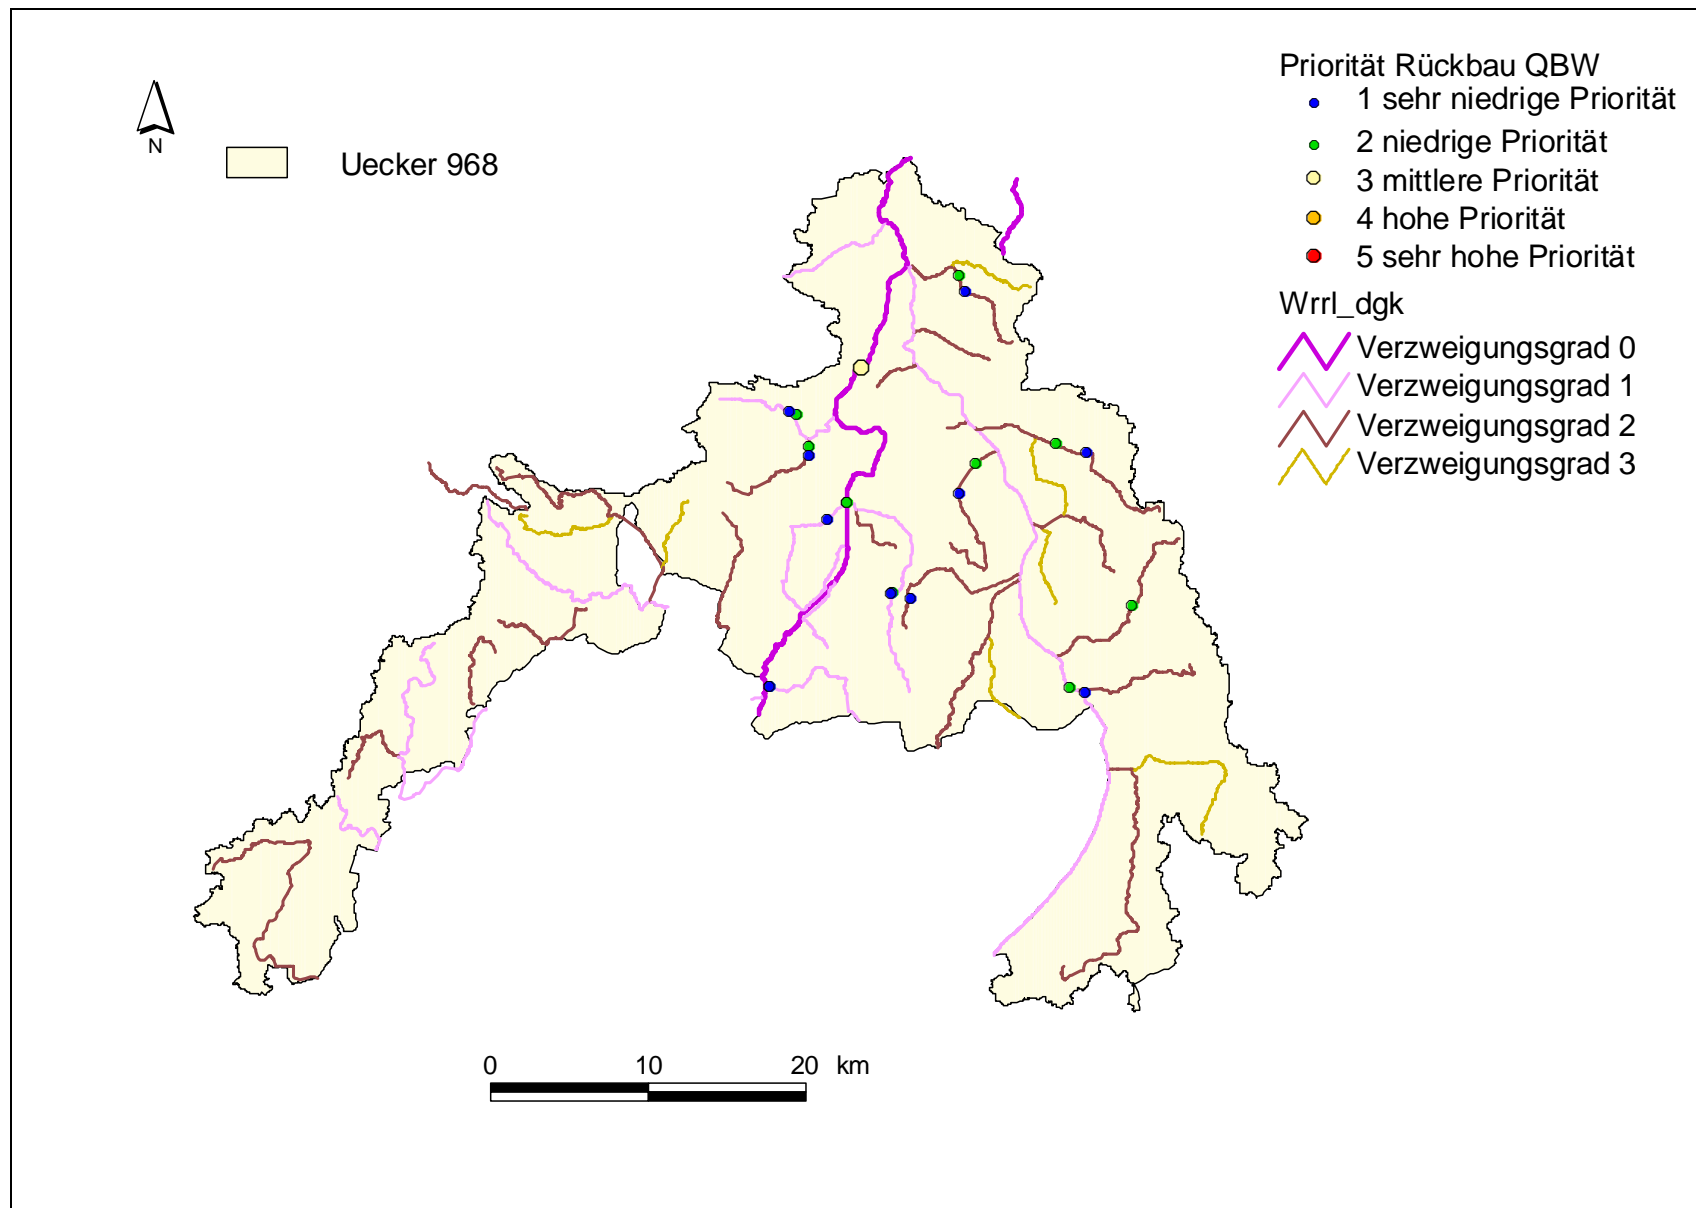 N
Uecker 968
Priorität Rückbau QBW
1 sehr niedrige Priorität
2 niedrige Priorität
3 mittlere Priorität
4 hohe Priorität
5 sehr hohe Priorität
Wrrl_dgk
Verzweigungsgrad 0
Verzweigungsgrad 1
Verzweigungsgrad 2
Verzweigungsgrad 3
0 10 20 km